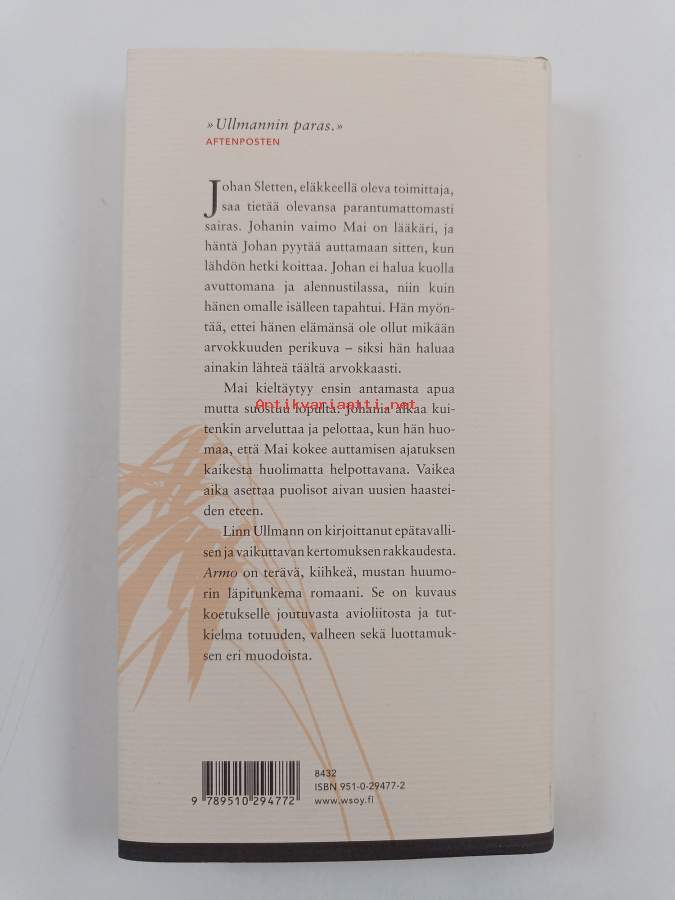 »Ullmannin paras.»
AFTENPOSTEN
Johan Sletten, eläkkeellä oleva toimittaja,
saa tietää olevansa parantumattomasti
sairas. Johanin vaimo Mai on lääkäri, ja
häntä Johan pyytää auttamaan sitten, kun
lähdön hetki koittaa. Johan ei halua kuolla
avuttomana ja alennustilassa, niin kuin
hänen omalle isälleen tapahtui. Hän myön-
tää, ettei hänen elämänsä ole ollut mikään
arvokkuuden perikuva – siksi hän haluaa
ainakin lähteä täältä arvokkaasti.
Mai kieltäytyy ensin antamasta apua
Antikvariaatti.net
mutta suostuu lopulta. Johania alkaa kui-
tenkin arveluttaa ja pelottaa, kun hän huo-
maa, että Mai kokee auttamisen ajatuksen
kaikesta huolimatta helpottavana. Vaikea
aika asettaa puolisot aivan uusien haastei-
den eteen.
Linn Ullmann on kirjoittanut epätavalli-
sen ja vaikuttavan kertomuksen rakkaudesta.
Armo on terävä, kiihkeä, mustan huumo-
rin läpitunkema romaani. Se on kuvaus
koetukselle joutuvasta avioliitosta ja tut-
kielma totuuden, valheen sekä luottamuk-
sen eri muodoista.
8432
ISBN 951-0-29477-2
www.wsoy.fi
9 789510 294772